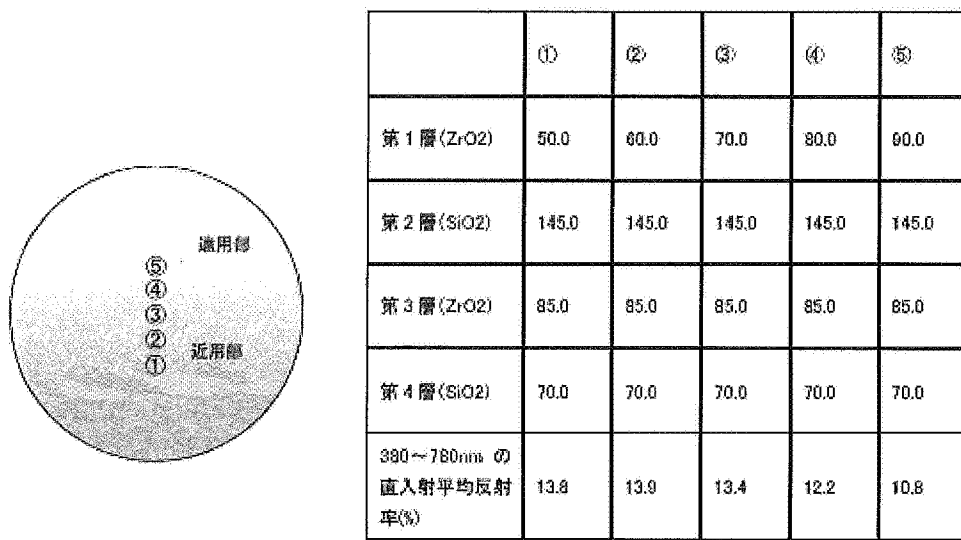 遠用部
⑤
④
③
②
近用部
①
① ② ③ ④ ⑤
第1層(ZrO2) 50.0 60.0 70.0 80.0 90.0
第2層(SiO2) 145.0 145.0 145.0 145.0 145.0
第3層(ZrO2) 85.0 85.0 85.0 85.0 85.0
第4層(SiO2) 70.0 70.0 70.0 70.0 70.0
380~780nm の
直入射平均反射
率(%) 13.8 13.9 13.4 12.2 10.8